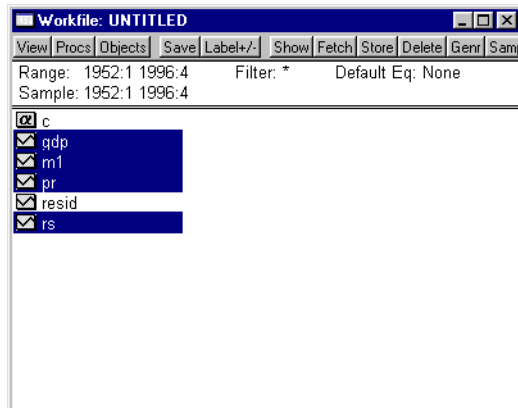 Workfile: UNTITLED
View Procs Objects Save Label+/- Show Fetch Store Delete Genr Sam
Range: 1952:1 1996:4 Filter: * Default Eq: None
Sample: 1952:1 1996:4
α c
gdp
m1
pr
resid
rs